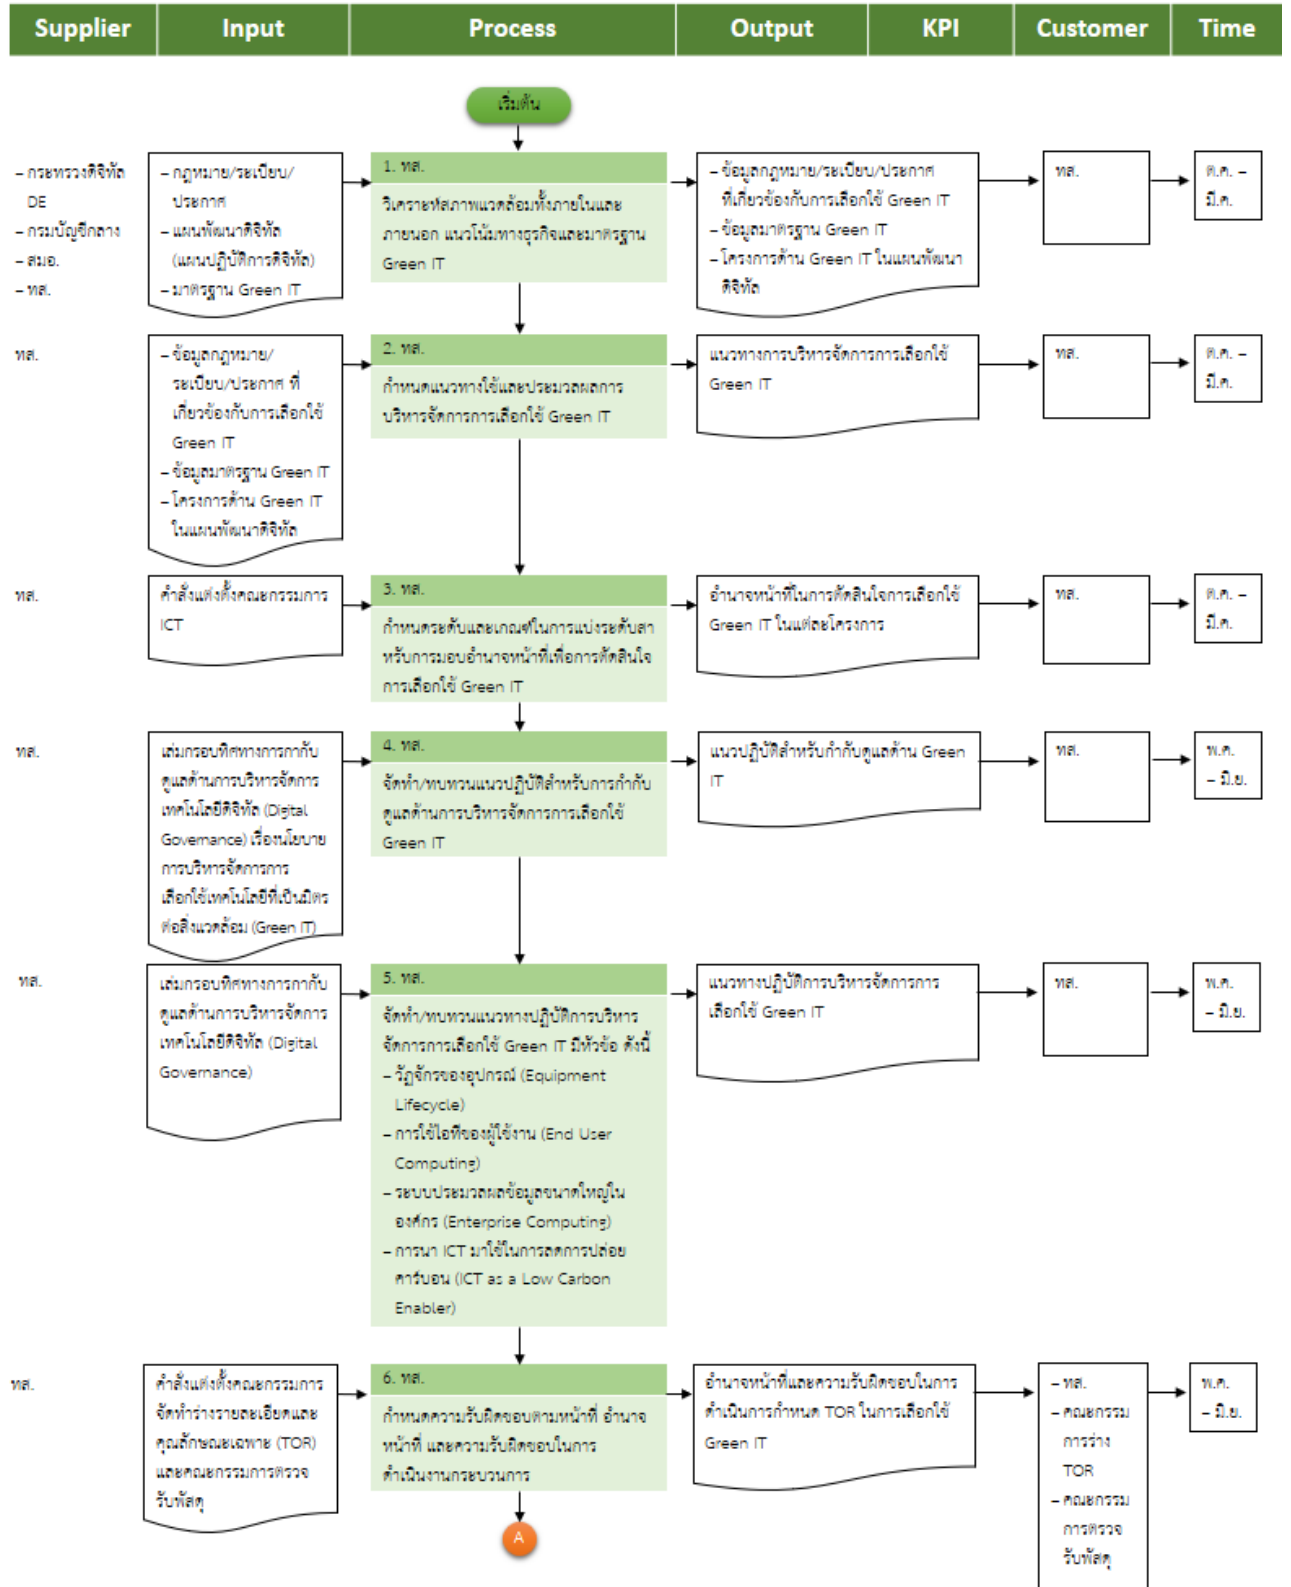 Supplier
Input
Process
Output
KPI
Customer
Time
เริ่มต้น
– กระทรวงดิจิทัล
DE
– กรมบัญชีกลาง
– สมอ.
– ทส.
– กฎหมาย/ระเบียบ/
ประกาศ
– แผนพัฒนาดิจิทัล
(แผนปฏิบัติการดิจิทัล)
– มาตรฐาน Green IT
1. ทส.
วิเคราะห์สภาพแวดล้อมทั้งภายในและ
ภายนอก แนวโน้มทางธุรกิจและมาตรฐาน
Green IT
– ข้อมูลกฎหมาย/ระเบียบ/ประกาศ
ที่เกี่ยวข้องกับการเลือกใช้ Green IT
– ข้อมูลมาตรฐาน Green IT
– โครงการด้าน Green IT ในแผนพัฒนา
ดิจิทัล
ทส.
ต.ค. –
มี.ค.
ทส.
– ข้อมูลกฎหมาย/
ระเบียบ/ประกาศ ที่
เกี่ยวข้องกับการเลือกใช้
Green IT
– ข้อมูลมาตรฐาน Green IT
– โครงการด้าน Green IT
ในแผนพัฒนาดิจิทัล
2. ทส.
กำหนดแนวทางใช้และประมวลผลการ
บริหารจัดการการเลือกใช้ Green IT
แนวทางการบริหารจัดการการเลือกใช้
Green IT
ทส.
ต.ค. –
มี.ค.
ทส.
คำสั่งแต่งตั้งคณะกรรมการ
ICT
3. ทส.
กำหนดระดับและเกณฑ์ในการแบ่งระดับสา
หรับการมอบอำนาจหน้าที่เพื่อการตัดสินใจ
การเลือกใช้ Green IT
อำนาจหน้าที่ในการตัดสินใจการเลือกใช้
Green IT ในแต่ละโครงการ
ทส.
ต.ค. –
มี.ค.
ทส.
เล่มกรอบทิศทางการกากับ
ดูแลด้านการบริหารจัดการ
เทคโนโลยีดิจิทัล (Digital
Governance) เรื่องนโยบาย
การบริหารจัดการการ
เลือกใช้เทคโนโลยีที่เป็นมิตร
ต่อสิ่งแวดล้อม (Green IT)
4. ทส.
จัดทำ/ทบทวนแนวปฏิบัติสำหรับการกำกับ
ดูแลด้านการบริหารจัดการการเลือกใช้
Green IT
แนวปฏิบัติสำหรับกำกับดูแลด้าน Green
IT
ทส.
พ.ค.
– มิ.ย.
ทส.
เล่มกรอบทิศทางการกากับ
ดูแลด้านการบริหารจัดการ
เทคโนโลยีดิจิทัล (Digital
Governance)
5. ทส.
จัดทำ/ทบทวนแนวทางปฏิบัติการบริหาร
จัดการการเลือกใช้ Green IT มีหัวข้อ ดังนี้
– วัฏจักรของอุปกรณ์ (Equipment
Lifecycle)
– การใช้ไอทีของผู้ใช้งาน (End User
Computing)
– ระบบประมวลผลข้อมูลขนาดใหญ่ใน
องค์กร (Enterprise Computing)
– การนา ICT มาใช้ในการลดการปล่อย
คาร์บอน (ICT as a Low Carbon
Enabler)
แนวทางปฏิบัติการบริหารจัดการการ
เลือกใช้ Green IT
ทส.
พ.ค.
– มิ.ย.
ทส.
คำสั่งแต่งตั้งคณะกรรมการ
จัดทำร่างรายละเอียดและ
คุณลักษณะเฉพาะ (TOR)
และคณะกรรมการตรวจ
รับพัสดุ
6. ทส.
กำหนดความรับผิดชอบตามหน้าที่ อำนาจ
หน้าที่ และความรับผิดชอบในการ
ดำเนินงานกระบวนการ
อำนาจหน้าที่และความรับผิดชอบในการ
ดำเนินการกำหนด TOR ในการเลือกใช้
Green IT
– ทส.
– คณะกรรม
การร่าง
TOR
– คณะกรรม
การตรวจ
รับพัสดุ
พ.ค.
– มิ.ย.
A